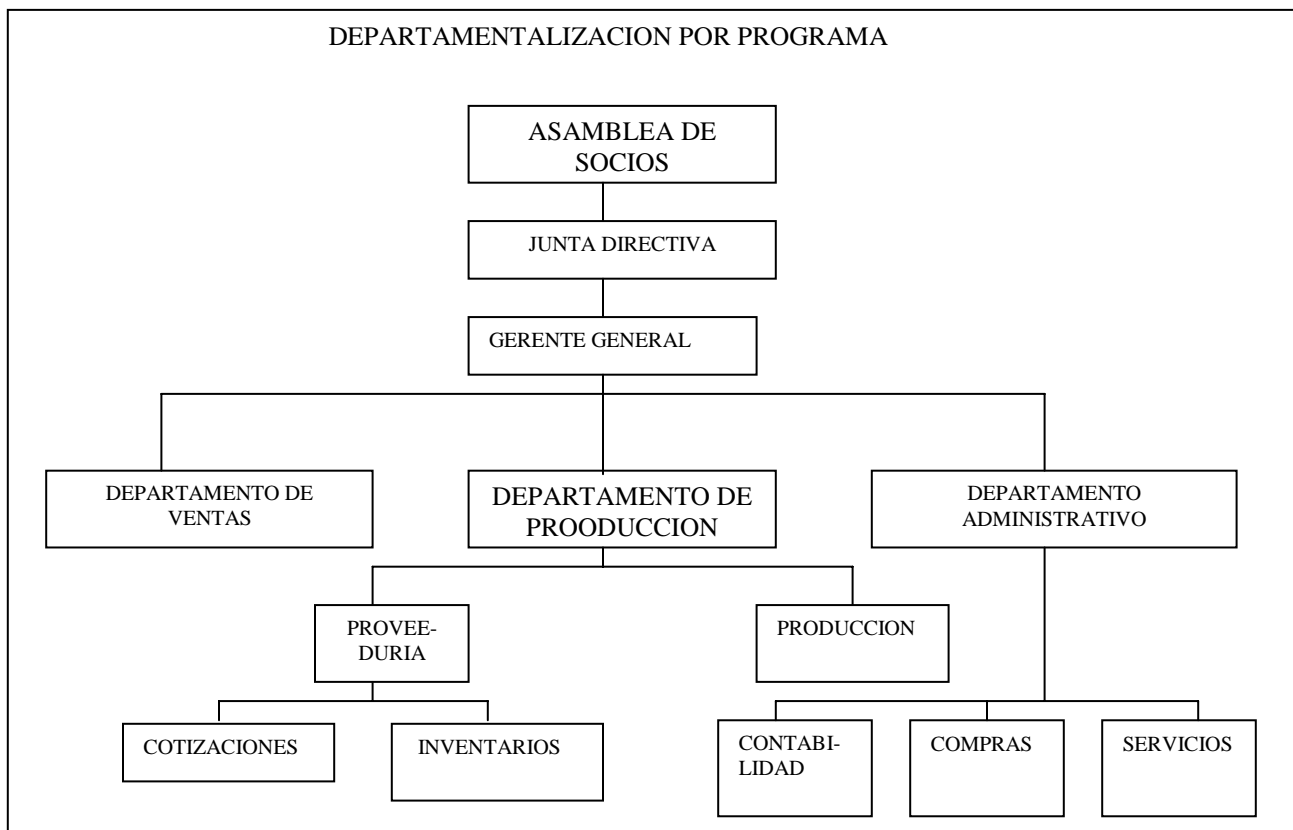 DEPARTAMENTALIZACION POR PROGRAMA
ASAMBLEA DE
SOCIOS
JUNTA DIRECTIVA
GERENTE GENERAL
DEPARTAMENTO DE
VENTAS
DEPARTAMENTO DE
PROODUCCION
DEPARTAMENTO
ADMINISTRATIVO
PROVEE-
DURIA
PRODUCCION
COTIZACIONES
INVENTARIOS
CONTABI-
LIDAD
COMPRAS
SERVICIOS